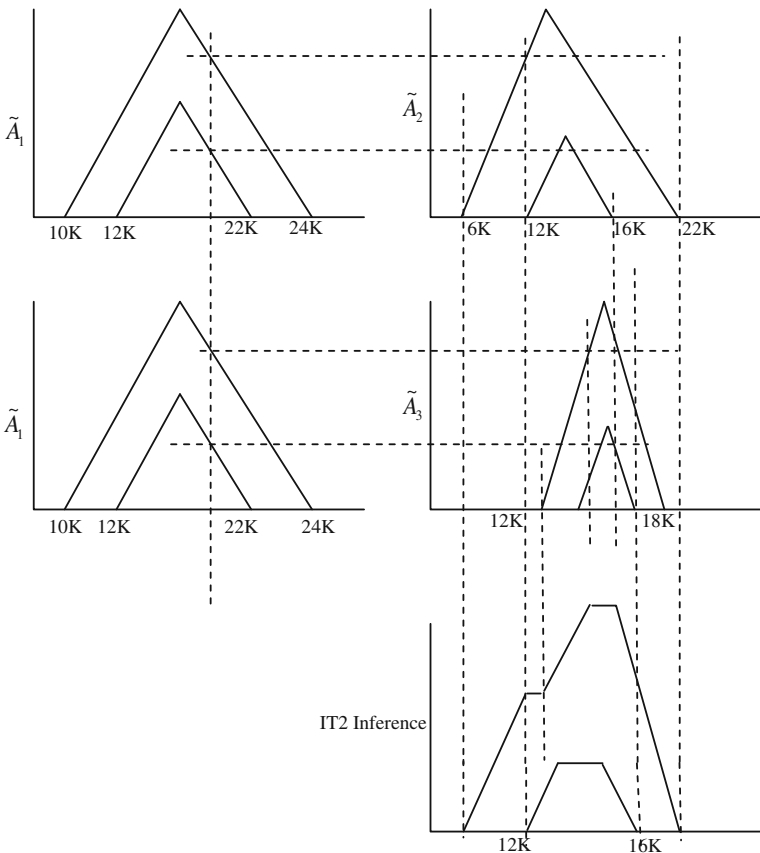 Ã₁
10K 12K 22K 24K
Ã₂
6K 12K 16K 22K
Ã₁
10K 12K 22K 24K
Ã₃
12K 18K
IT2 Inference
12K 16K